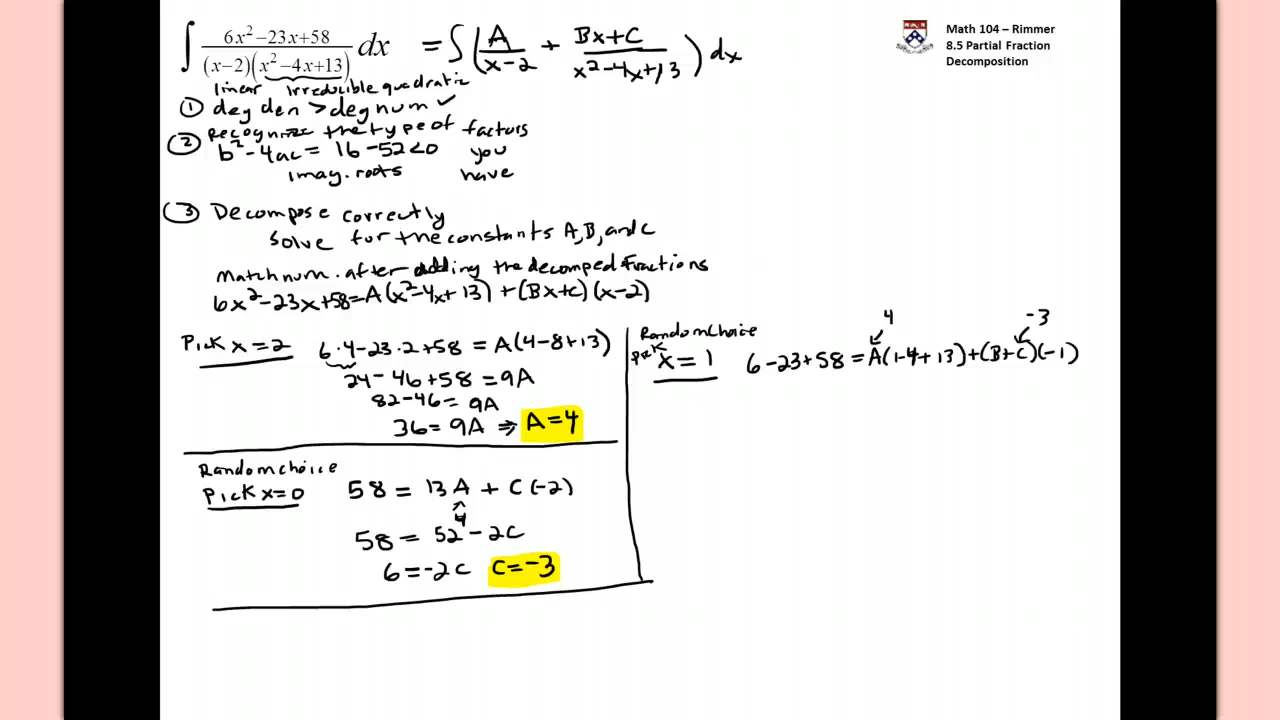 ∫ (6x² − 23x + 58) / ((x−2)(x² − 4x + 13)) dx = ∫ ( A/(x−2) + (Bx+C)/(x²−4x+13) ) dx
Math 104 – Rimmer
8.5 Partial Fraction
Decomposition
linear irreducible quadratic
① deg den > deg num ✓
② Recognize the type of factors
you
have
b²−4ac = 16−52<0
imag. roots
③ Decompose correctly
solve for the constants A, B, and C
Match num. after adding the decomped fractions
6x²−23x+58 = A(x²−4x+13) + (Bx+C)(x−2)
Pick x=2 6·4−23·2+58 = A(4−8+13)
24−46+58 = 9A
82−46 = 9A
36 = 9A ⇒ A=4
Random choice
Pick x=0 58 = 13A + C(−2)
4
58 = 52 − 2C
6 = −2C C=−3
Random choice
4 −3
pick x=1 6−23+58 = A(1−4+13)+(B+C)(−1)